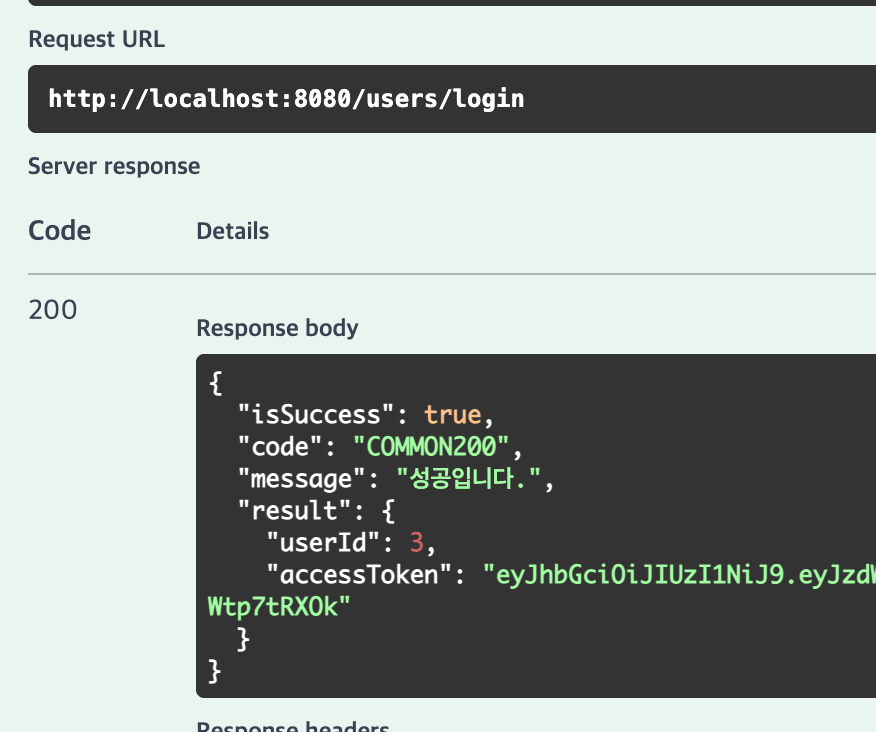 Request URL
http://localhost:8080/users/login
Server response
Code Details
200
Response body
{
"isSuccess": true,
"code": "COMMON200",
"message": "성공입니다.",
"result": {
"userId": 3,
"accessToken": "eyJhbGciOiJIUzI1NiJ9.eyJzdW
Wtp7tRXOk"
}
}
Response headers